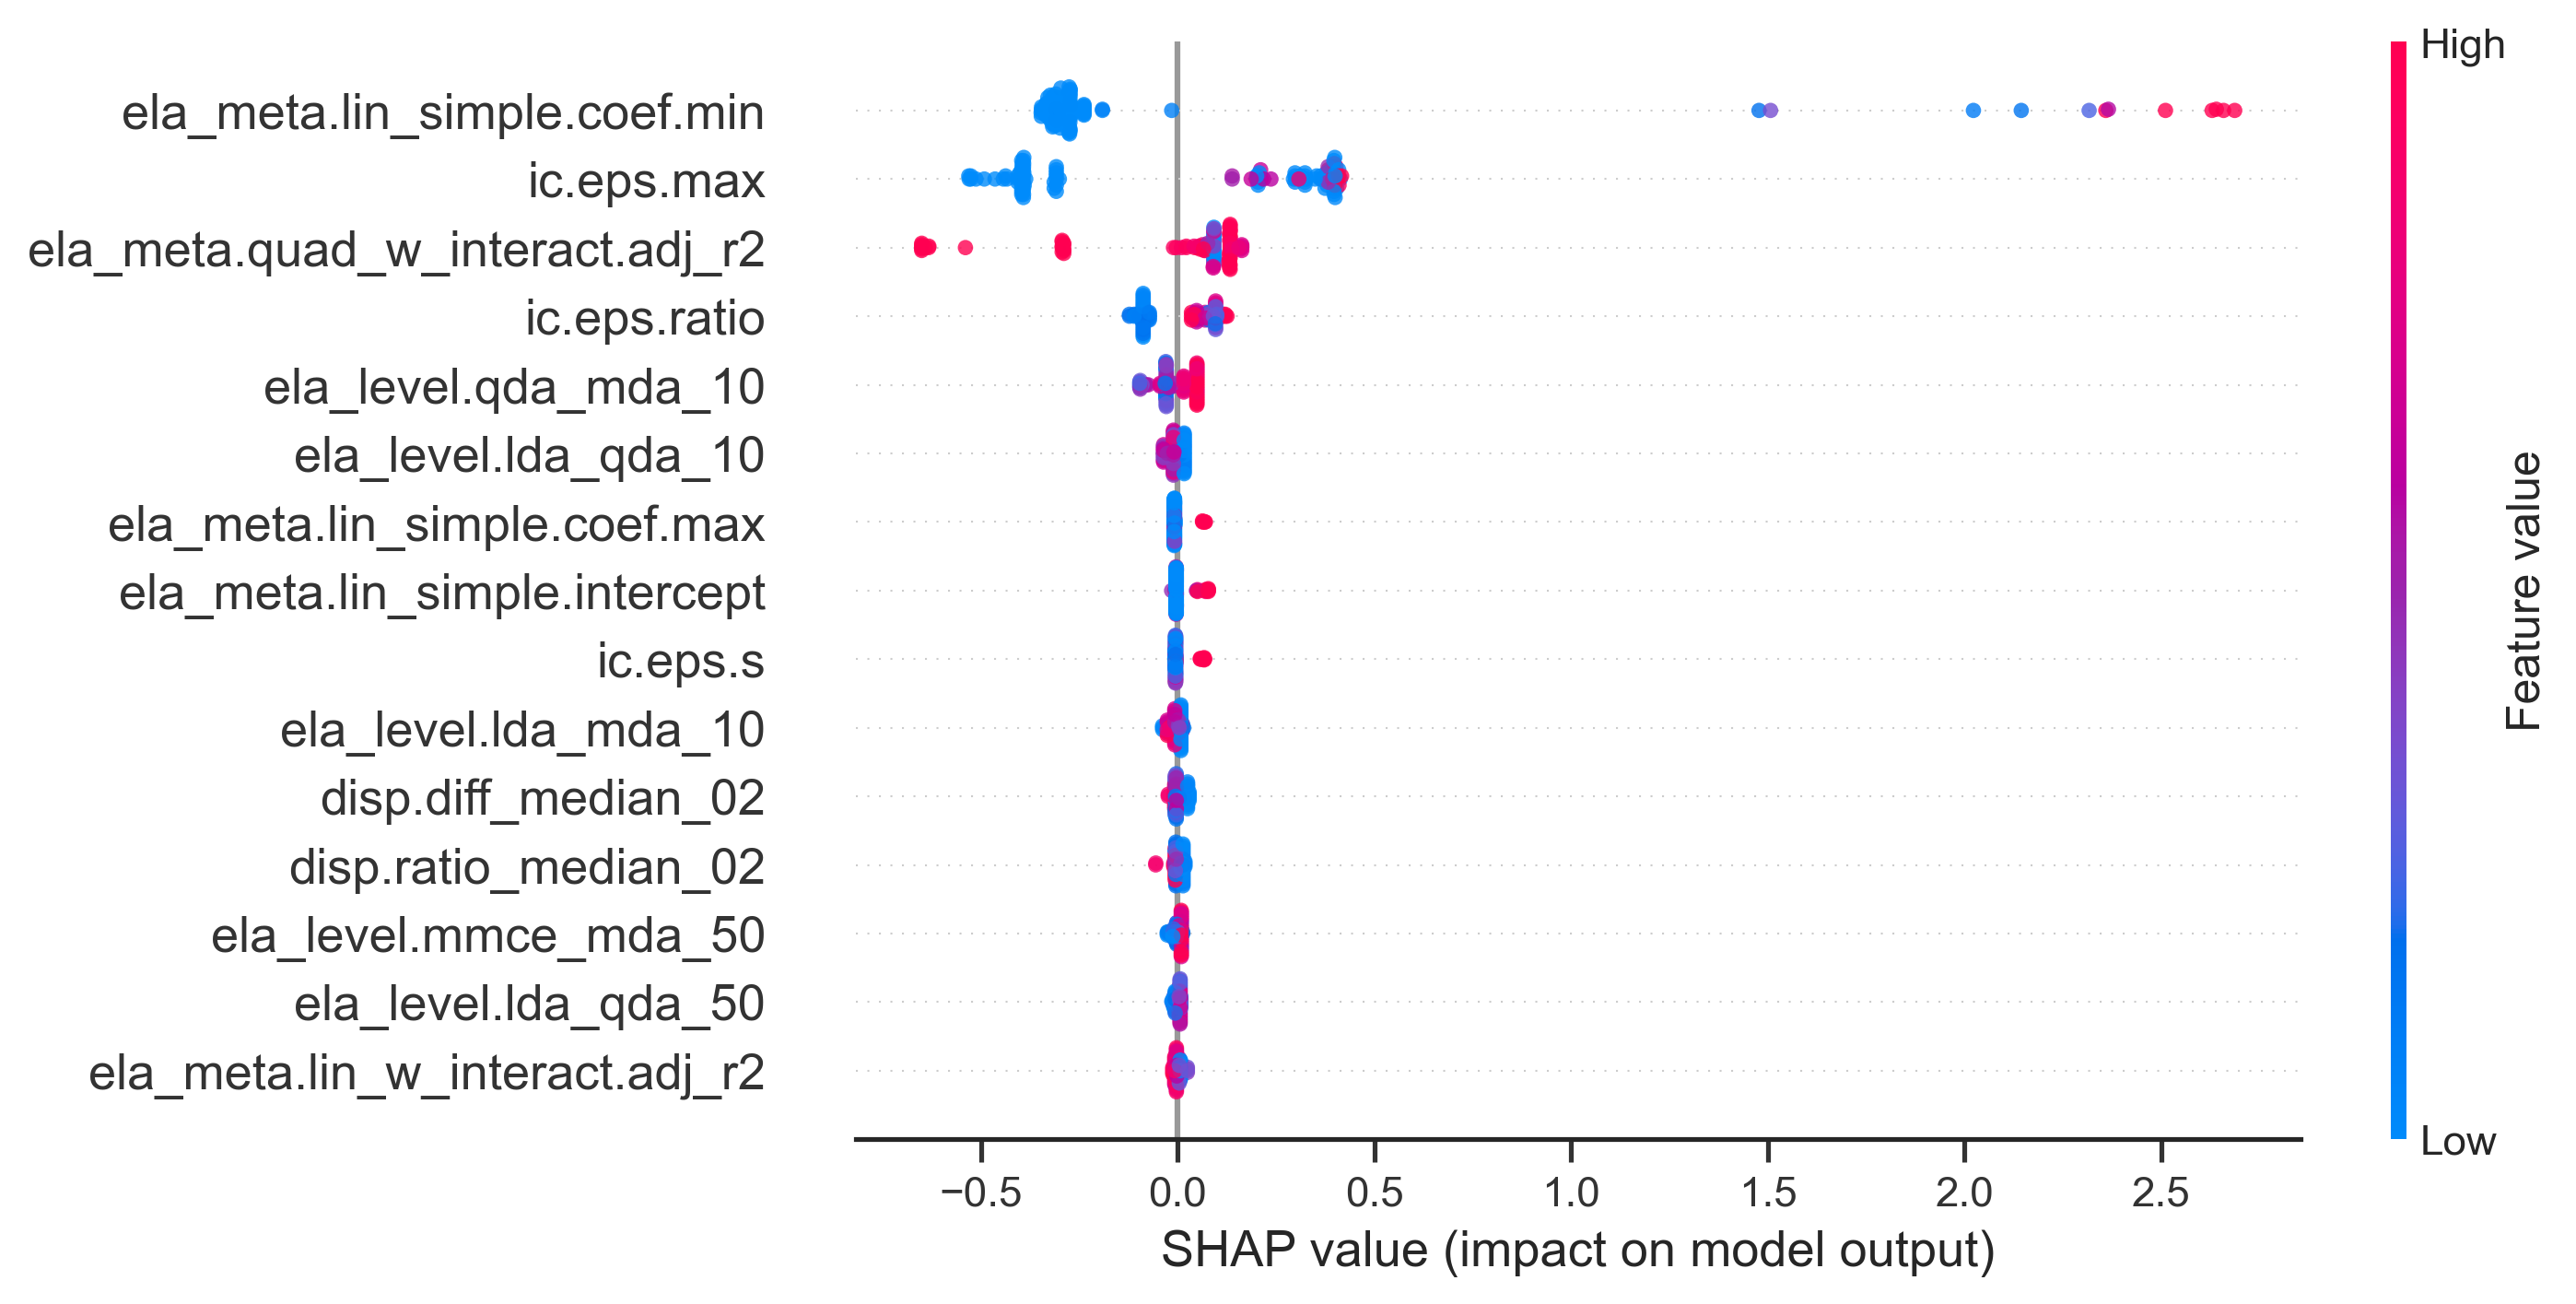 High
ela_meta.lin_simple.coef.min
ic.eps.max
ela_meta.quad_w_interact.adj_r2
ic.eps.ratio
ela_level.qda_mda_10
ela_level.lda_qda_10
ela_meta.lin_simple.coef.max
ela_meta.lin_simple.intercept
ic.eps.s
ela_level.lda_mda_10
disp.diff_median_02
disp.ratio_median_02
ela_level.mmce_mda_50
ela_level.lda_qda_50
ela_meta.lin_w_interact.adj_r2
Feature value
Low
−0.5 0.0 0.5 1.0 1.5 2.0 2.5
SHAP value (impact on model output)